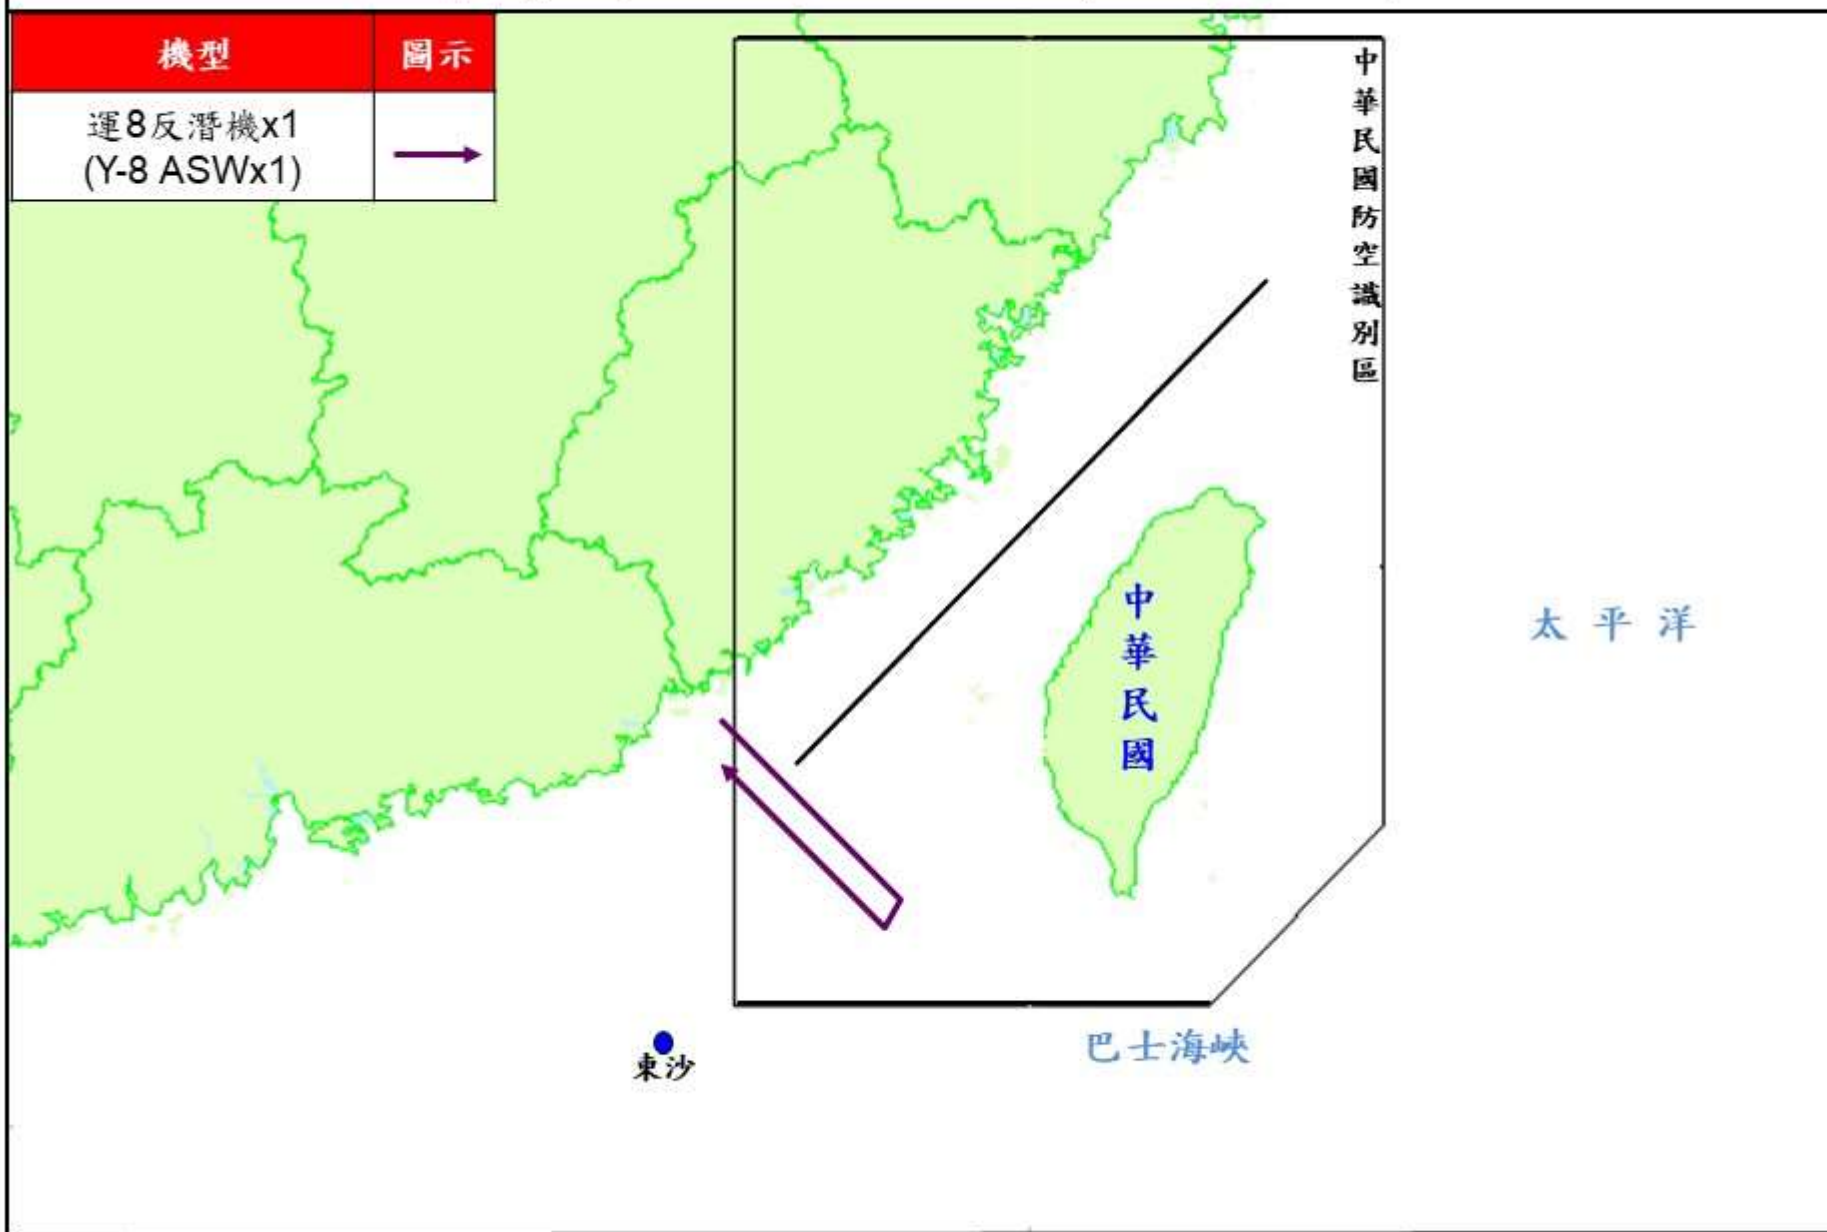 機型
圖示
運8反潛機x1
(Y-8 ASWx1)
中華民國防空識別區
中華民國
太平洋
巴士海峽
東沙